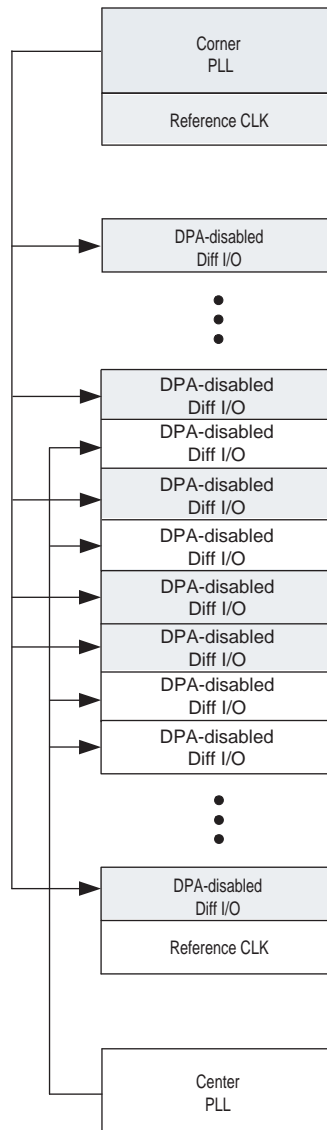 Corner
PLL
Reference CLK
DPA-disabled
Diff I/O
DPA-disabled
Diff I/O
DPA-disabled
Diff I/O
DPA-disabled
Diff I/O
DPA-disabled
Diff I/O
DPA-disabled
Diff I/O
DPA-disabled
Diff I/O
DPA-disabled
Diff I/O
DPA-disabled
Diff I/O
DPA-disabled
Diff I/O
Reference CLK
Center
PLL